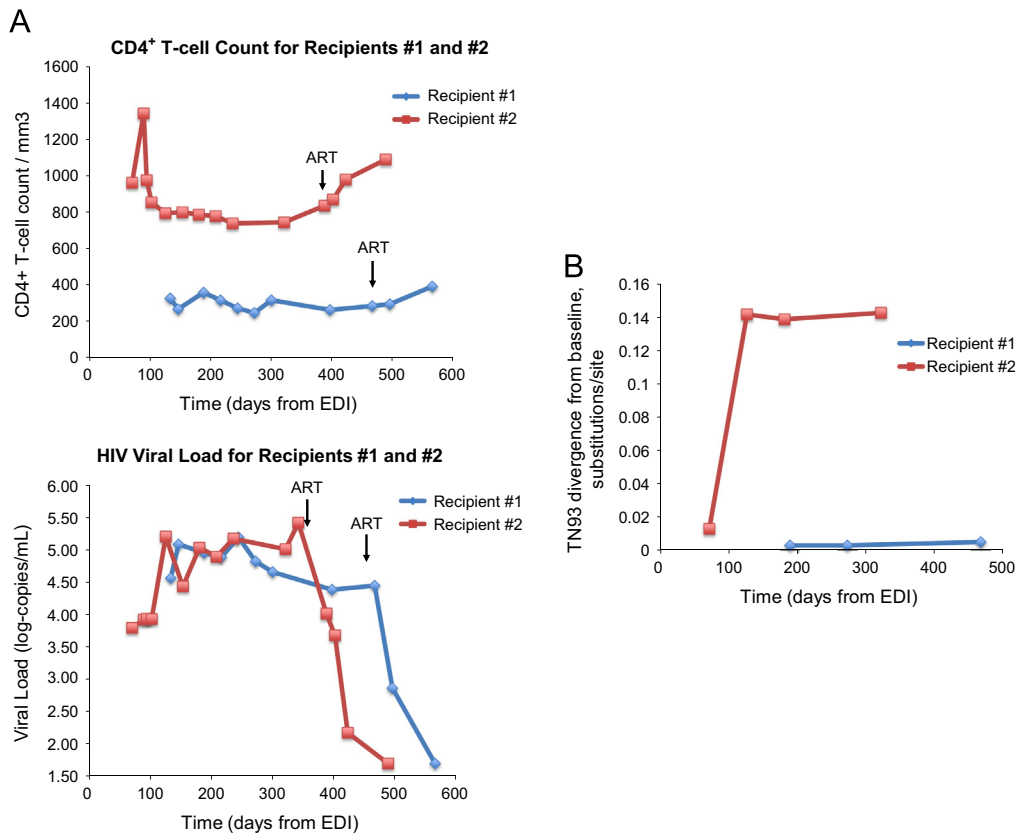 A
CD4+ T-cell Count for Recipients #1 and #2
1600
1400
1200
1000
800
600
400
200
0
CD4+ T-cell count / mm3
Recipient #1
Recipient #2
ART
ART
0 100 200 300 400 500 600
Time (days from EDI)
HIV Viral Load for Recipients #1 and #2
6.00
5.50
5.00
4.50
4.00
3.50
3.00
2.50
2.00
1.50
Viral Load (log-copies/mL)
ART
ART
Recipient #1
Recipient #2
0 100 200 300 400 500 600
Time (days from EDI)
B
0.16
0.14
0.12
0.1
0.08
0.06
0.04
0.02
0
TN93 divergence from baseline,
substitutions/site
Recipient #1
Recipient #2
0 100 200 300 400 500
Time (days from EDI)